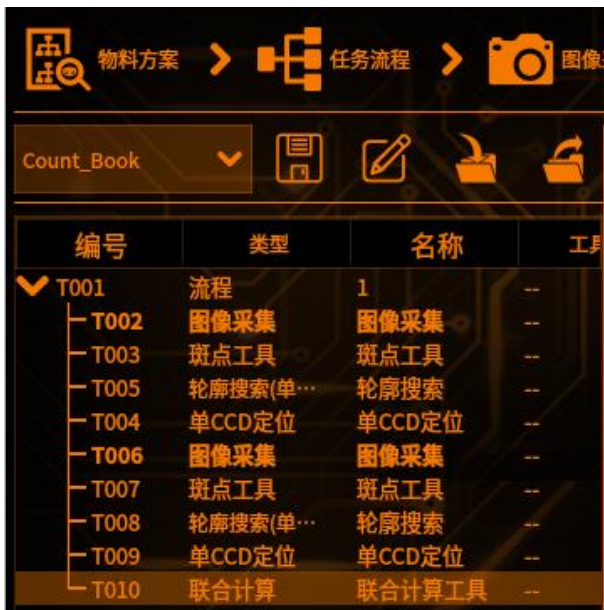 物料方案 任务流程 图像
Count_Book
编号 类型 名称 工具
T001 流程 1 --
T002 图像采集 图像采集 --
T003 斑点工具 斑点工具 --
T005 轮廓搜索(单… 轮廓搜索 --
T004 单CCD定位 单CCD定位 --
T006 图像采集 图像采集 --
T007 斑点工具 斑点工具 --
T008 轮廓搜索(单… 轮廓搜索 --
T009 单CCD定位 单CCD定位 --
T010 联合计算 联合计算工具 --